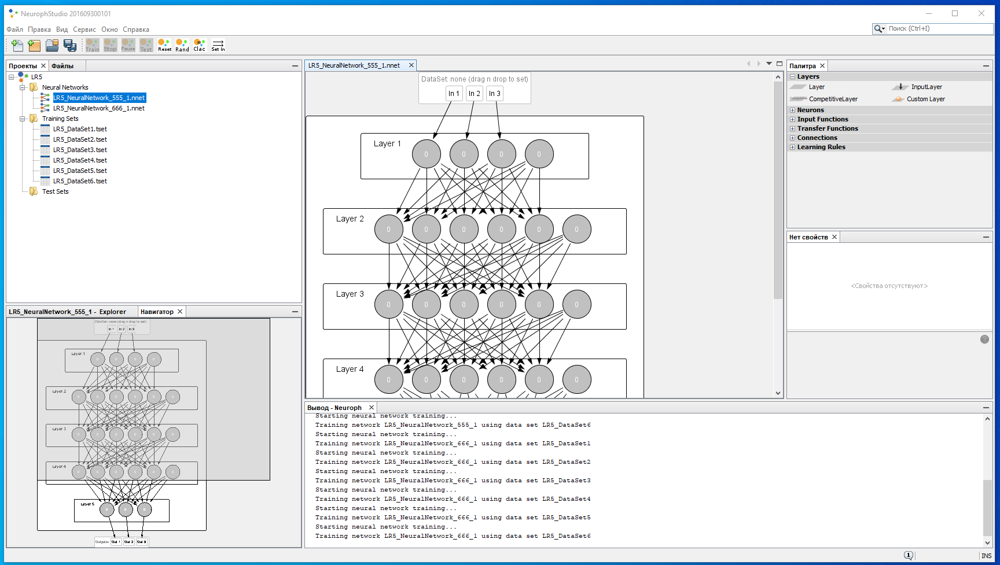 NeurophStudio 201609300101
Файл Правка Вид Сервис Окно Справка
Поиск (Ctrl+I)
Train Stop Pause Test Reset Rand Clac Set In
Проекты Файлы
LR5
Neural Networks
LR5_NeuralNetwork_555_1.nnet
LR5_NeuralNetwork_666_1.nnet
Training Sets
LR5_DataSet1.tset
LR5_DataSet2.tset
LR5_DataSet3.tset
LR5_DataSet4.tset
LR5_DataSet5.tset
LR5_DataSet6.tset
Test Sets
LR5_NeuralNetwork_555_1 - Explorer Навигатор
DataSet: none (drag n drop to set)
In 1 In 2 In 3
Layer 1 0 0 0 0
Layer 2 0 0 0 0 0 0
Layer 3 0 0 0 0 0 0
Layer 4 0 0 0 0 0 0
Layer 5 0 0 0
Outputs: Out 1 Out 2 Out 3
LR5_NeuralNetwork_555_1.nnet
DataSet: none (drag n drop to set)
In 1 In 2 In 3
Layer 1 0 0 0 0
Layer 2 0 0 0 0 0 0
Layer 3 0 0 0 0 0 0
Layer 4 0 0 0 0 0 0
Вывод - Neuroph
Starting neural network training...
Training network LR5_NeuralNetwork_555_1 using data set LR5_DataSet6
Starting neural network training...
Training network LR5_NeuralNetwork_666_1 using data set LR5_DataSet1
Starting neural network training...
Training network LR5_NeuralNetwork_666_1 using data set LR5_DataSet2
Starting neural network training...
Training network LR5_NeuralNetwork_666_1 using data set LR5_DataSet3
Starting neural network training...
Training network LR5_NeuralNetwork_666_1 using data set LR5_DataSet4
Starting neural network training...
Training network LR5_NeuralNetwork_666_1 using data set LR5_DataSet5
Starting neural network training...
Training network LR5_NeuralNetwork_666_1 using data set LR5_DataSet6
Палитра
Layers
Layer InputLayer
Competitive CompetitiveLayer Custom Layer
Neurons
Input Functions
Transfer Functions
Connections
Learning Rules
Нет свойств
<Свойства отсутствуют>
?
1 INS